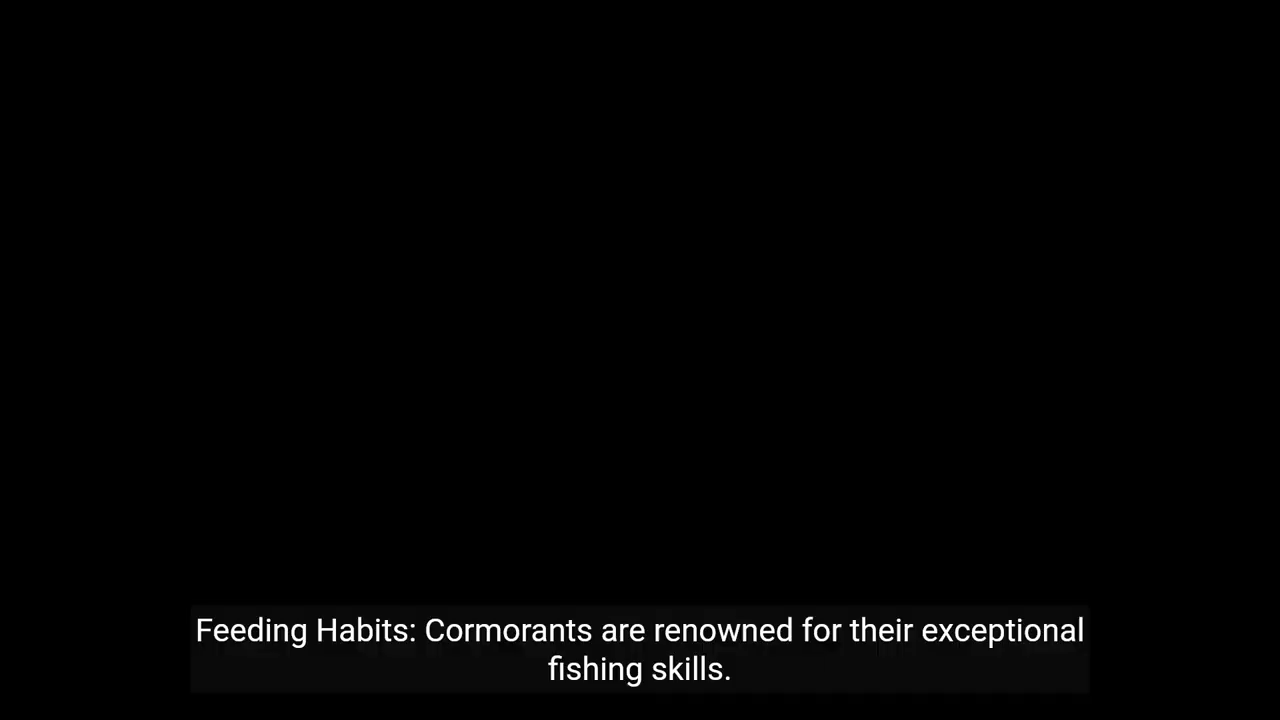 Feeding Habits: Cormorants are renowned for their exceptional
fishing skills.